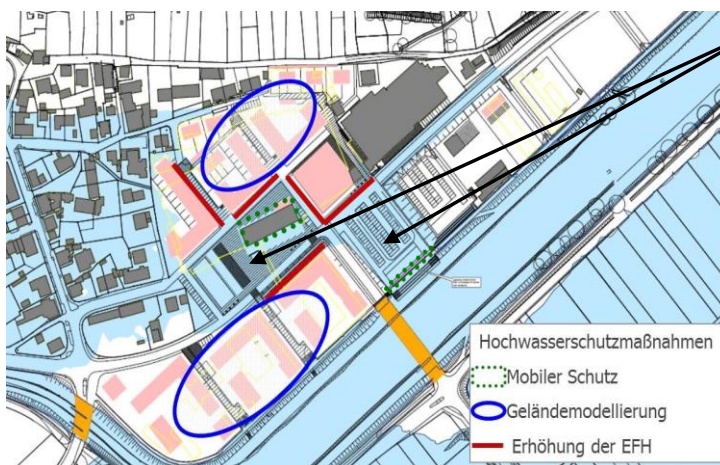 Hochwasserschutzmaßnahmen
Mobiler Schutz
Geländemodellierung
Erhöhung der EFH